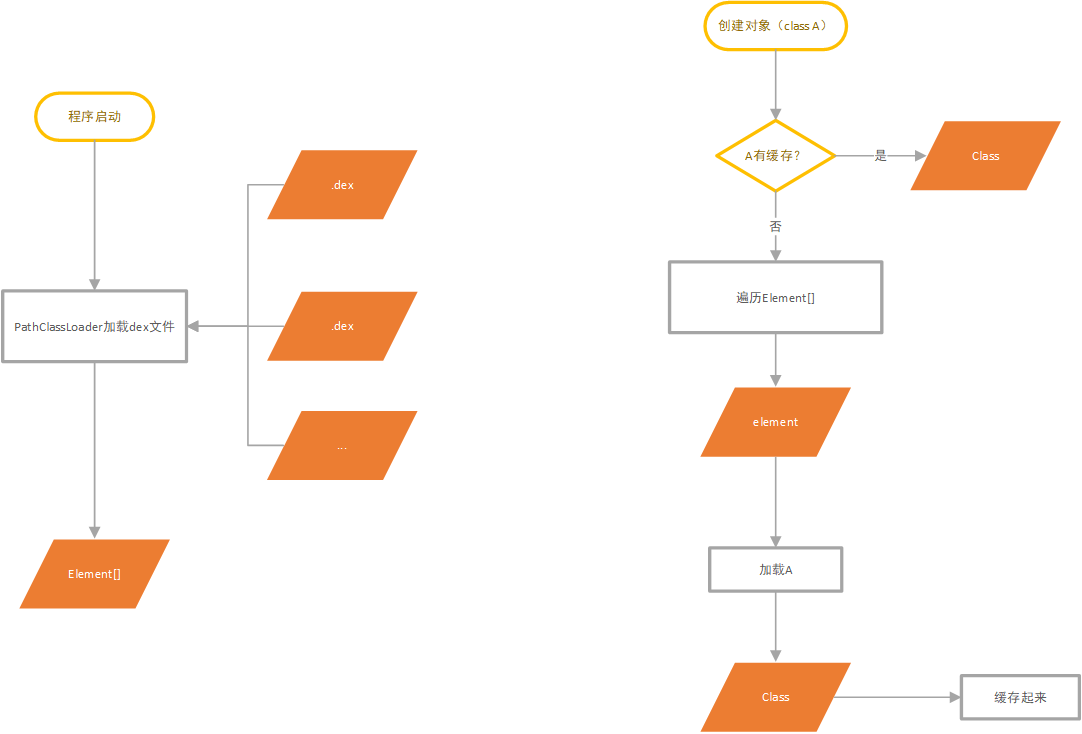 程序启动
.dex
.dex
PathClassLoader加载dex文件
...
Element[]
创建对象（class A）
A有缓存？
是
Class
否
遍历Element[]
element
加载A
Class
缓存起来